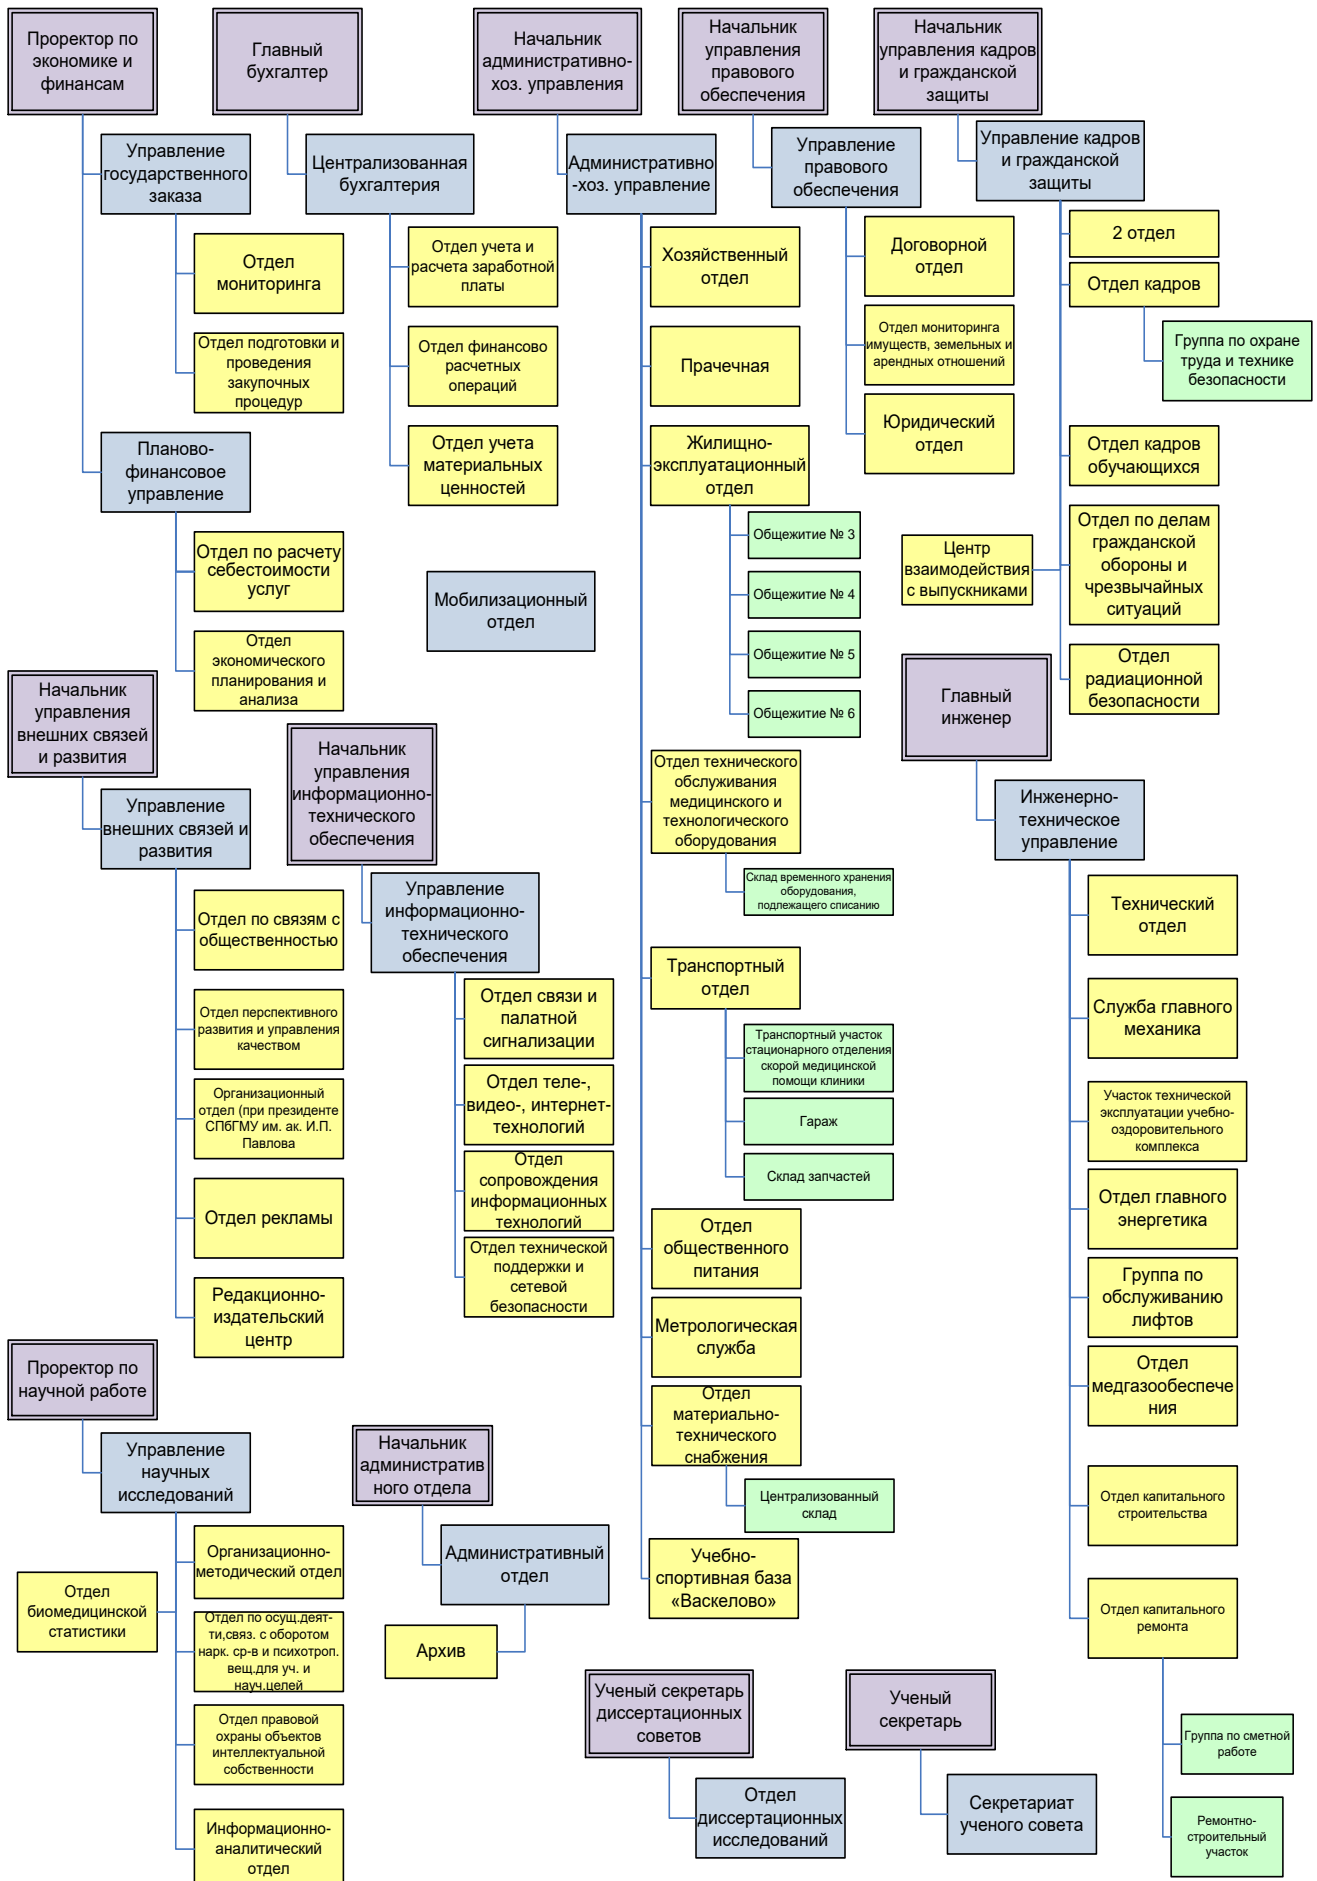 Проректор по
экономике и
финансам
Главный
бухгалтер
Начальник
административно-
хоз. управления
Начальник
управления
правового
обеспечения
Начальник
управления кадров
и гражданской
защиты
Управление
государственного
заказа
Централизованная
бухгалтерия
Административно
-хоз. управление
Управление
правового
обеспечения
Управление кадров
и гражданской
защиты
Отдел
мониторинга
Отдел подготовки и
проведения
закупочных
процедур
Планово-
финансовое
управление
Отдел по расчету
себестоимости
услуг
Отдел
экономического
планирования и
анализа
Отдел учета и
расчета заработной
платы
Отдел финансово
расчетных
операций
Отдел учета
материальных
ценностей
Мобилизационный
отдел
Хозяйственный
отдел
Прачечная
Жилищно-
эксплуатационный
отдел
Общежитие № 3
Общежитие № 4
Общежитие № 5
Общежитие № 6
Отдел технического
обслуживания
медицинского и
технологического
оборудования
Склад временного хранения
оборудования,
подлежащего списанию
Транспортный
отдел
Транспортный участок
стационарного отделения
скорой медицинской
помощи клиники
Гараж
Склад запчастей
Отдел
общественного
питания
Метрологическая
служба
Отдел
материально-
технического
снабжения
Централизованный
склад
Учебно-
спортивная база
«Васкелово»
Договорной
отдел
Отдел мониторинга
имуществ, земельных и
арендных отношений
Юридический
отдел
2 отдел
Отдел кадров
Группа по охране
труда и технике
безопасности
Отдел кадров
обучающихся
Центр
взаимодействия
с выпускниками
Отдел по делам
гражданской
обороны и
чрезвычайных
ситуаций
Отдел
радиационной
безопасности
Начальник
управления
внешних связей
и развития
Управление
внешних связей и
развития
Отдел по связям с
общественностью
Отдел перспективного
развития и управления
качеством
Организационный
отдел (при президенте
СПбГМУ им. ак. И.П.
Павлова
Отдел рекламы
Редакционно-
издательский
центр
Начальник
управления
информационно-
технического
обеспечения
Управление
информационно-
технического
обеспечения
Отдел связи и
палатной
сигнализации
Отдел теле-,
видео-, интернет-
технологий
Отдел
сопровождения
информационных
технологий
Отдел технической
поддержки и
сетевой
безопасности
Главный
инженер
Инженерно-
техническое
управление
Технический
отдел
Служба главного
механика
Участок технической
эксплуатации учебно-
оздоровительного
комплекса
Отдел главного
энергетика
Группа по
обслуживанию
лифтов
Отдел
медгазообеспече
ния
Отдел капитального
строительства
Отдел капитального
ремонта
Группа по сметной
работе
Ремонтно-
строительный
участок
Проректор по
научной работе
Управление
научных
исследований
Организационно-
методический отдел
Отдел
биомедицинской
статистики
Отдел по осущ.деят-
ти,связ. с оборотом
нарк. ср-в и психотроп.
вещ.для уч. и
науч.целей
Отдел правовой
охраны объектов
интеллектуальной
собственности
Информационно-
аналитический
отдел
Начальник
административ
ного отдела
Административный
отдел
Архив
Ученый секретарь
диссертационных
советов
Отдел
диссертационных
исследований
Ученый
секретарь
Секретариат
ученого совета